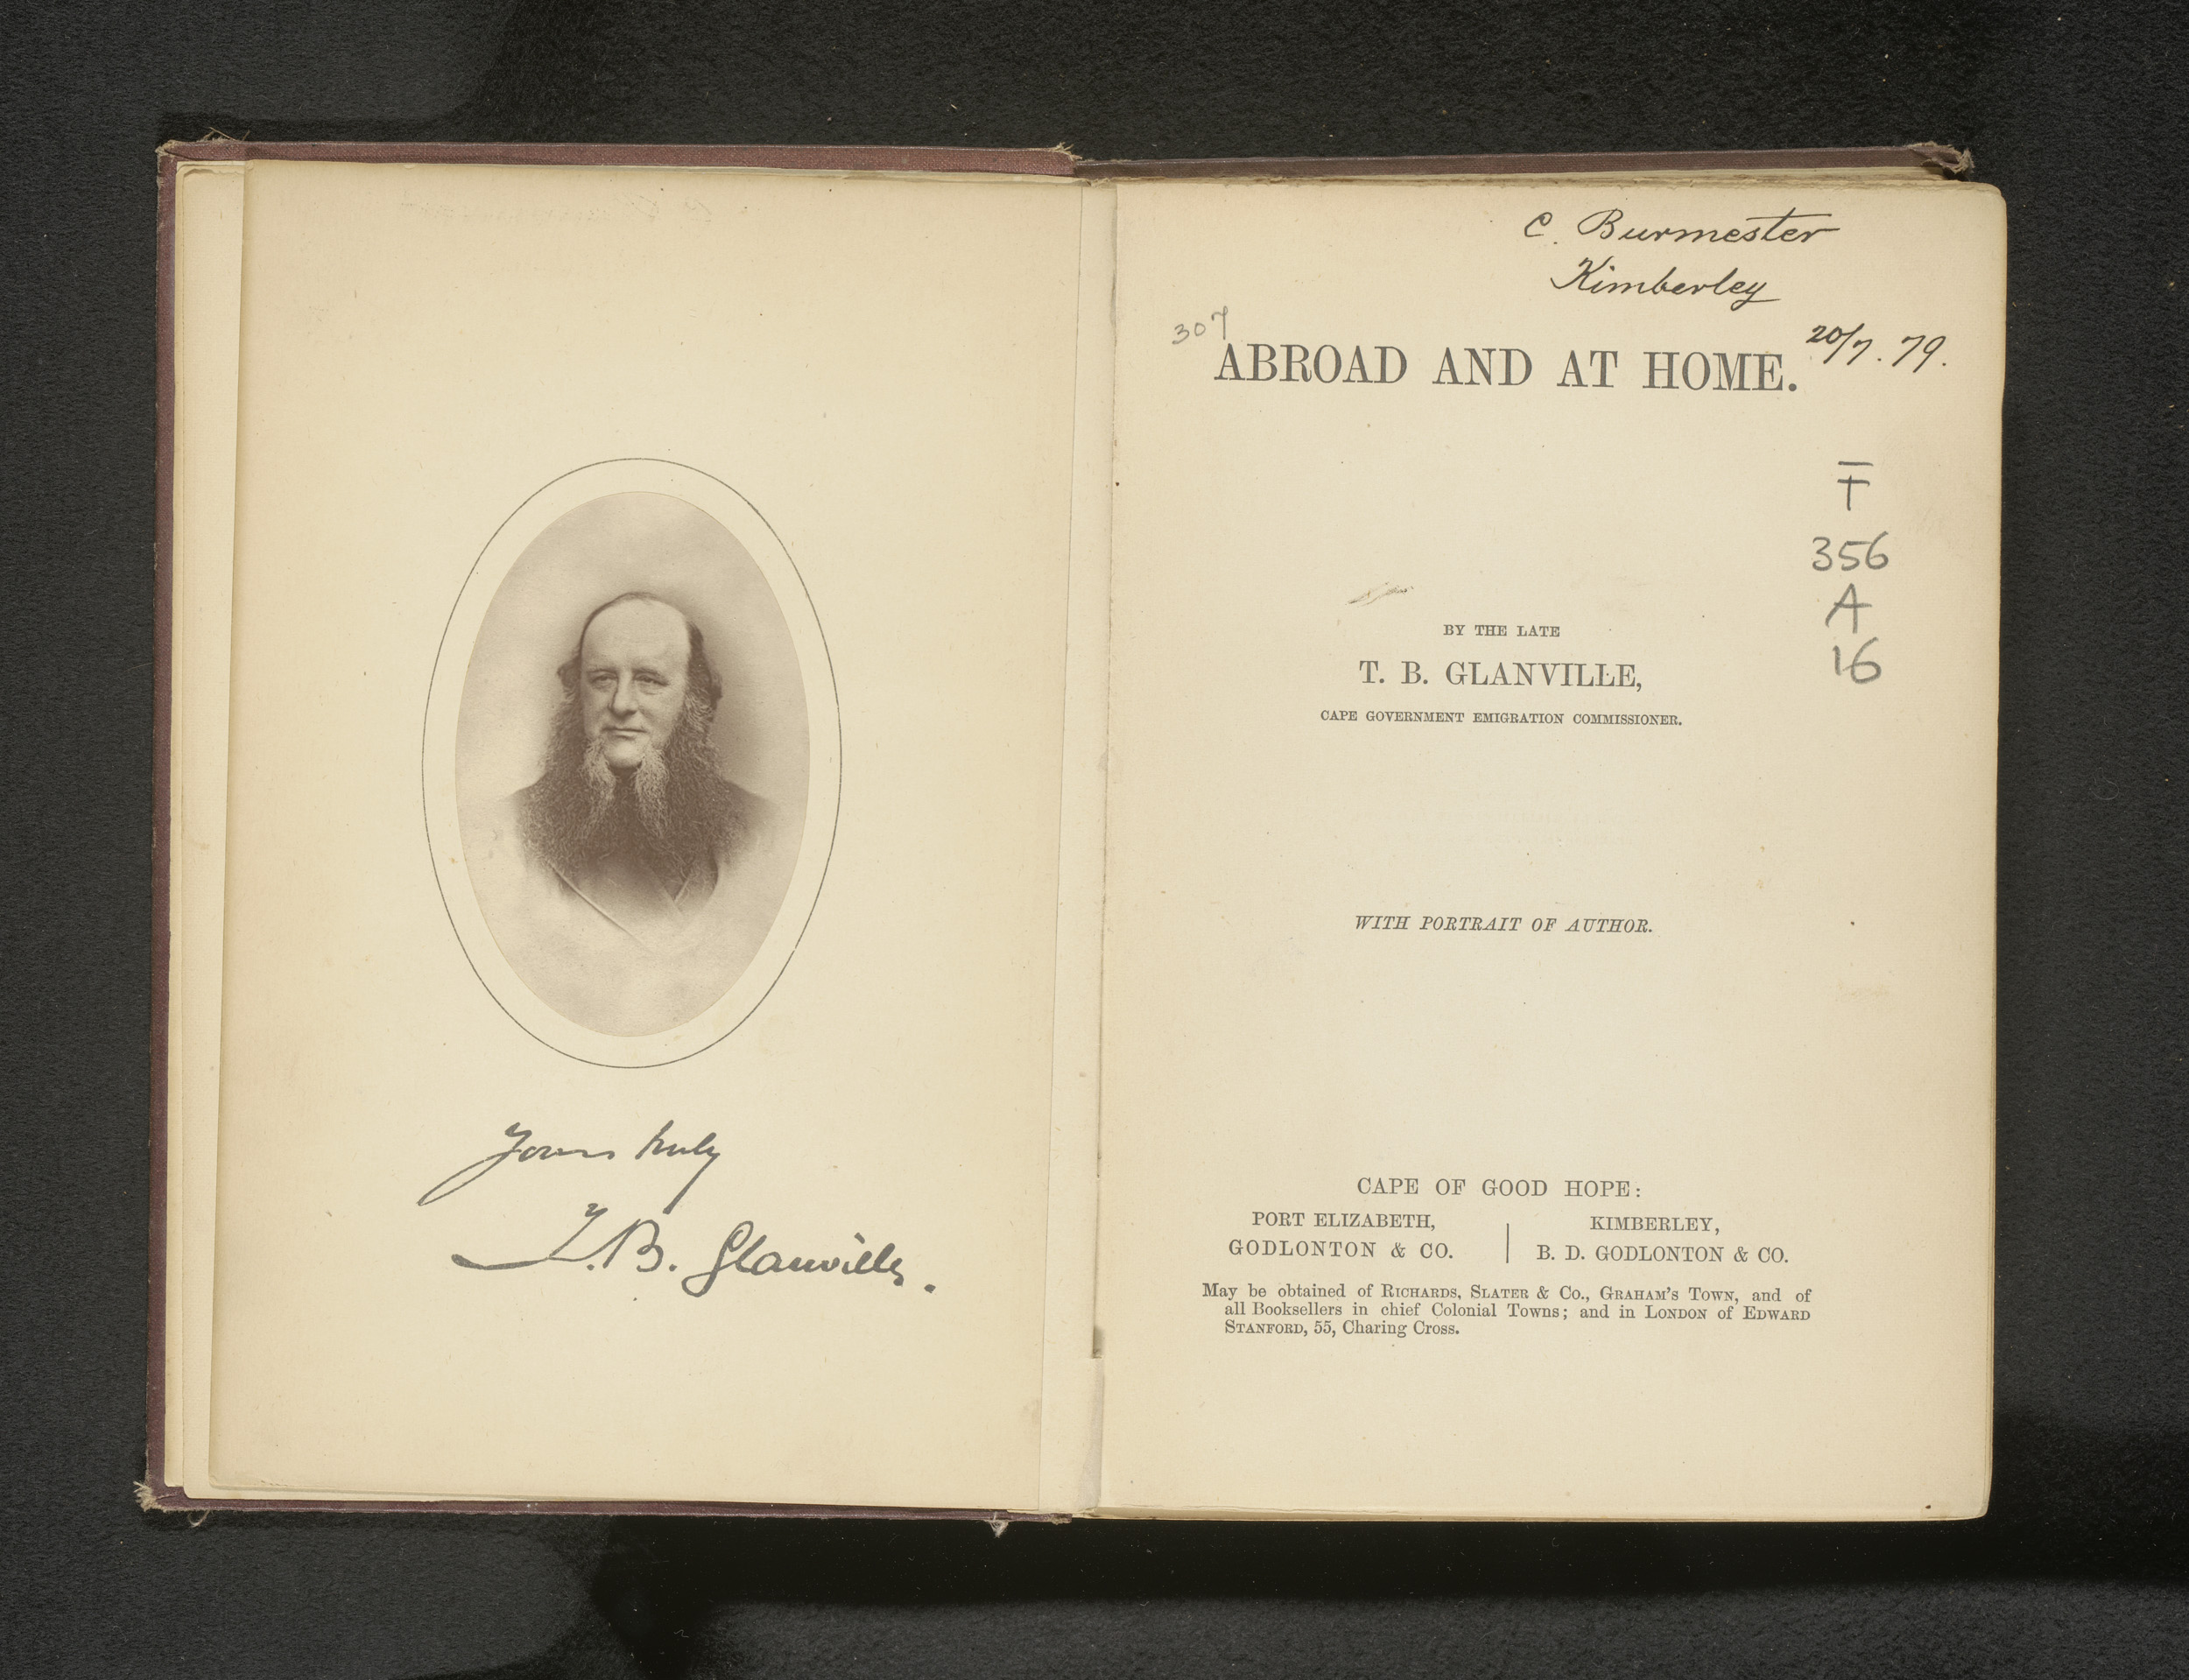 Yours truly
T. B. Glanville.
C. Burmester
Kimberley
20/7. 79.
307
ABROAD AND AT HOME.
T
356
A
16
BY THE LATE
T. B. GLANVILLE,
CAPE GOVERNMENT EMIGRATION COMMISSIONER.
WITH PORTRAIT OF AUTHOR.
CAPE OF GOOD HOPE:
PORT ELIZABETH,
GODLONTON & CO.
KIMBERLEY,
B. D. GODLONTON & CO.
May be obtained of RICHARDS, SLATER & CO., GRAHAM'S TOWN, and of
all Booksellers in chief Colonial Towns; and in LONDON of EDWARD
STANFORD, 55, Charing Cross.